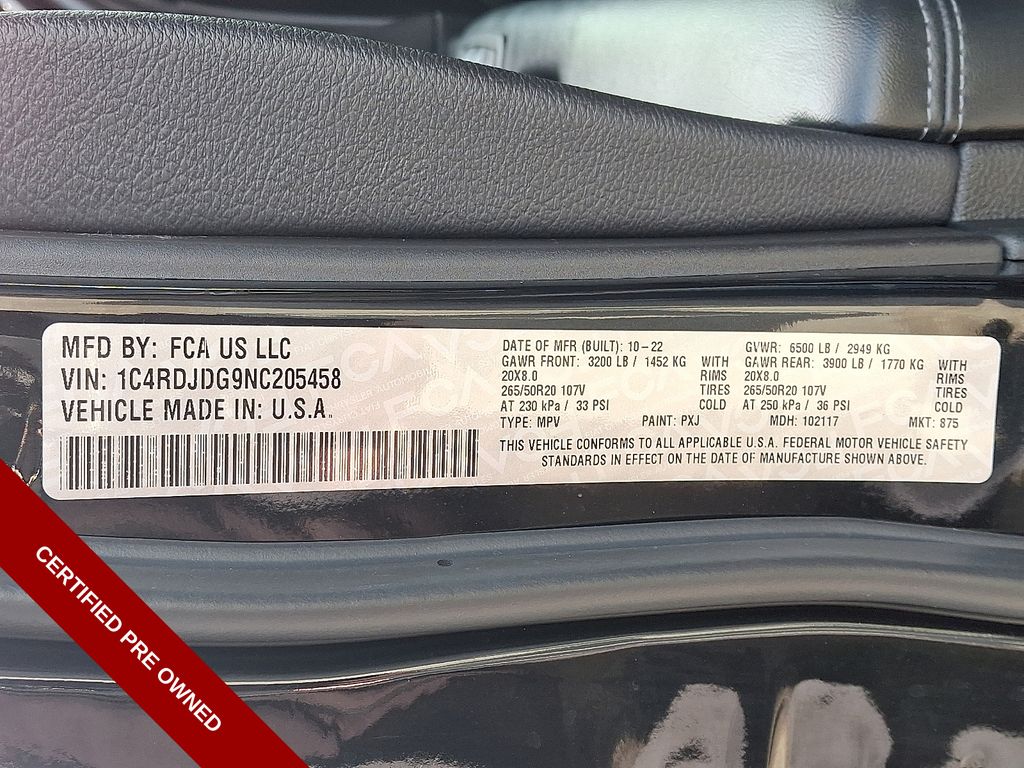 MFD BY: FCA US LLC
VIN: 1C4RDJDG9NC205458
VEHICLE MADE IN: U.S.A.
DATE OF MFR (BUILT): 10-22
GAWR FRONT: 3200 LB / 1452 KG WITH
20X8.0 RIMS
265/50R20 107V TIRES
AT 230 kPa / 33 PSI COLD
GVWR: 6500 LB / 2949 KG
GAWR REAR: 3900 LB / 1770 KG WITH
20X8.0 RIMS
265/50R20 107V TIRES
AT 250 kPa / 36 PSI COLD
TYPE: MPV PAINT: PXJ MDH: 102117 MKT: 875
THIS VEHICLE CONFORMS TO ALL APPLICABLE U.S.A. FEDERAL MOTOR VEHICLE SAFETY
STANDARDS IN EFFECT ON THE DATE OF MANUFACTURE SHOWN ABOVE.
CERTIFIED PRE OWNED